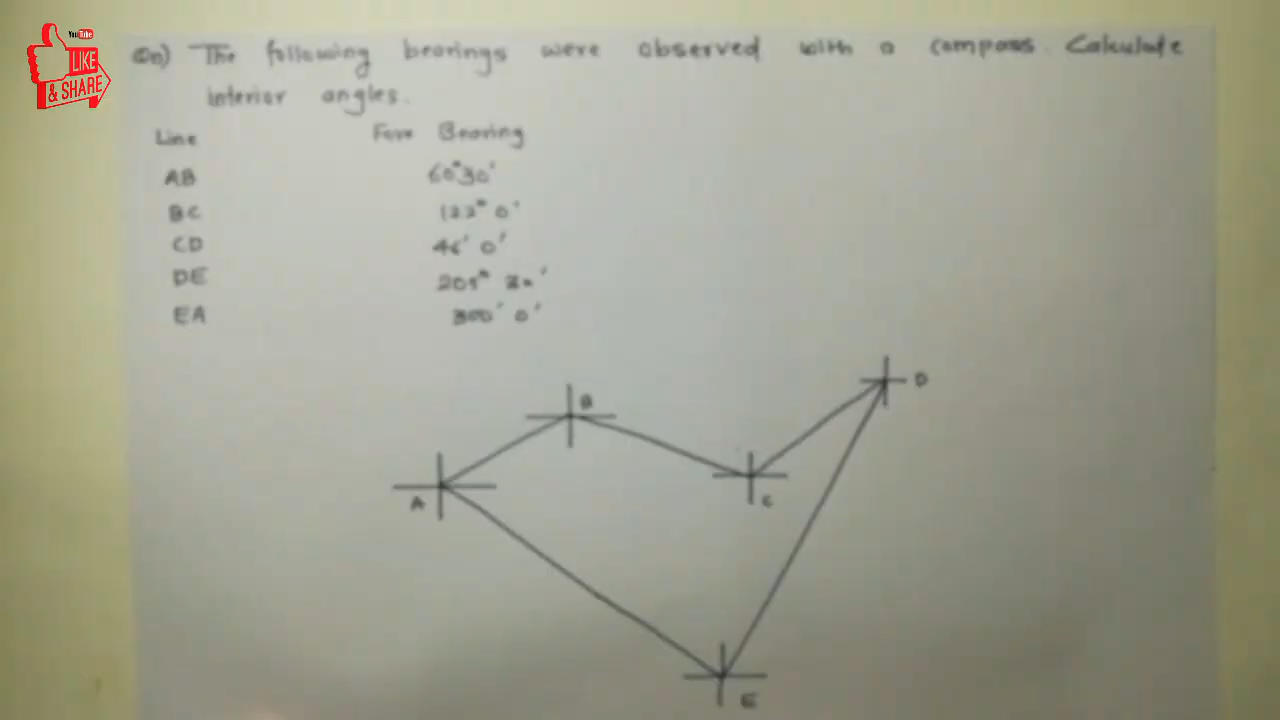 YouTube
LIKE
& SHARE
Qn) The following bearings were observed with a compass. Calculate
interior angles.
Line Fore Bearing
AB 60°30'
BC 122° 0'
CD 46° 0'
DE 205° 30'
EA 300° 0'
B
D
A
C
E